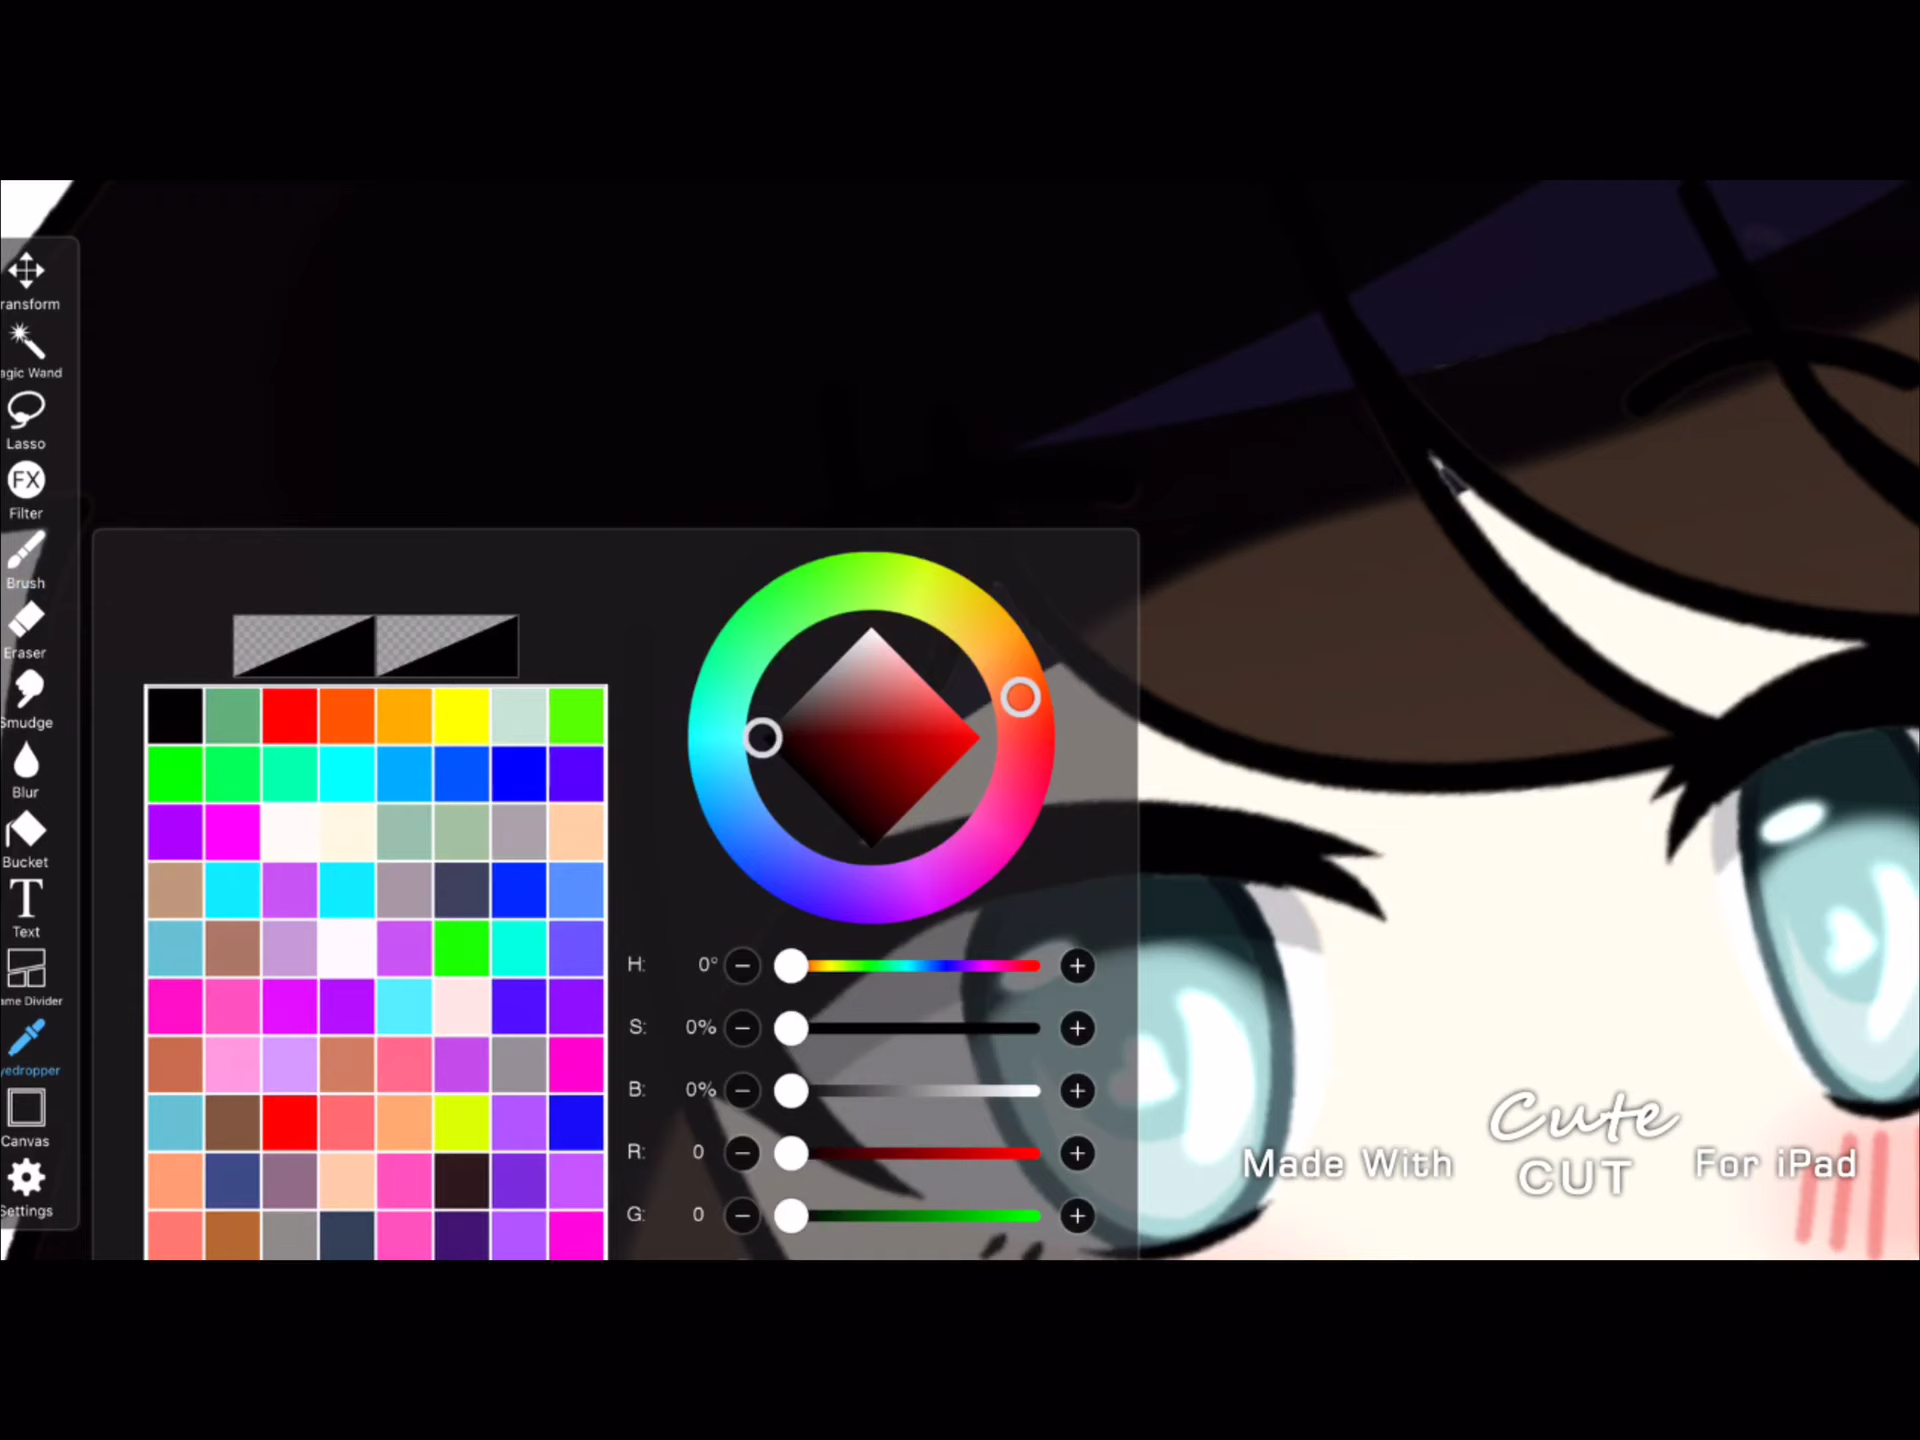 ransform
agic Wand
Lasso
FX
Filter
Brush
Eraser
Smudge
Blur
Bucket
T
Text
ame Divider
yedropper
Canvas
Settings
H: 0°
S: 0%
B: 0%
R: 0
G: 0
Made With Cute CUT For iPad